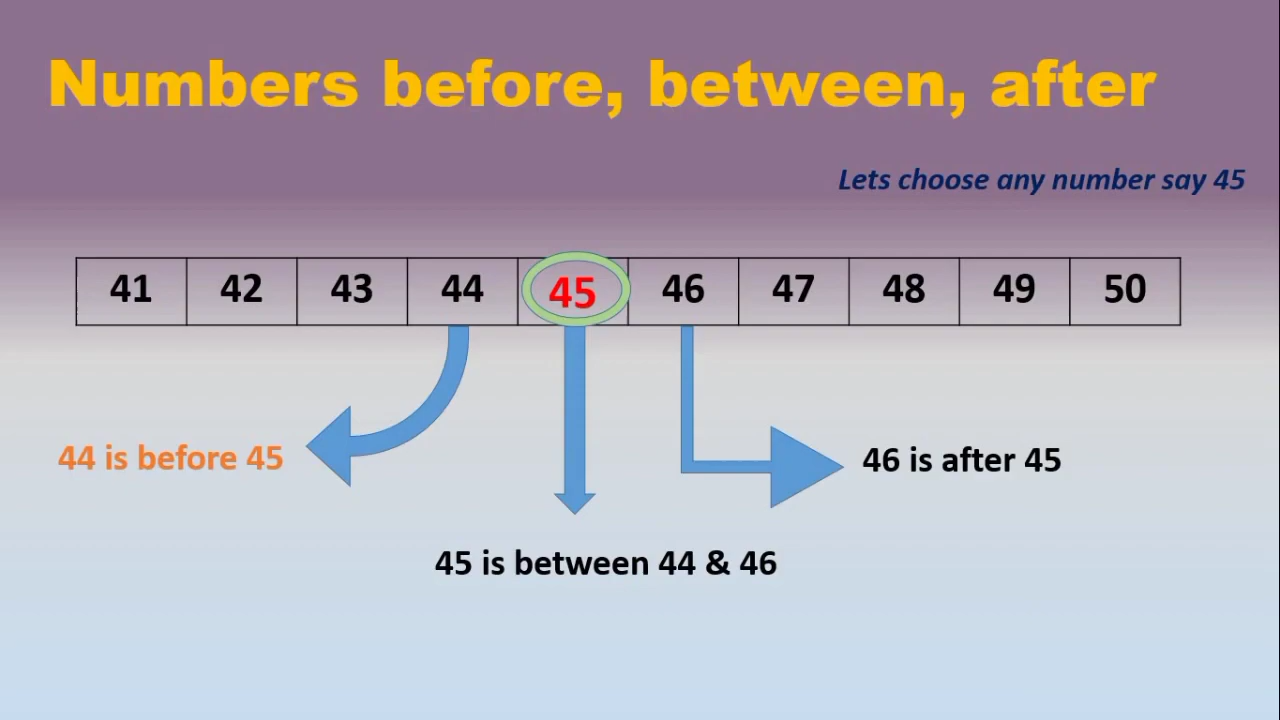 Numbers before, between, after
Lets choose any number say 45
41 42 43 44 45 46 47 48 49 50
44 is before 45
46 is after 45
45 is between 44 & 46